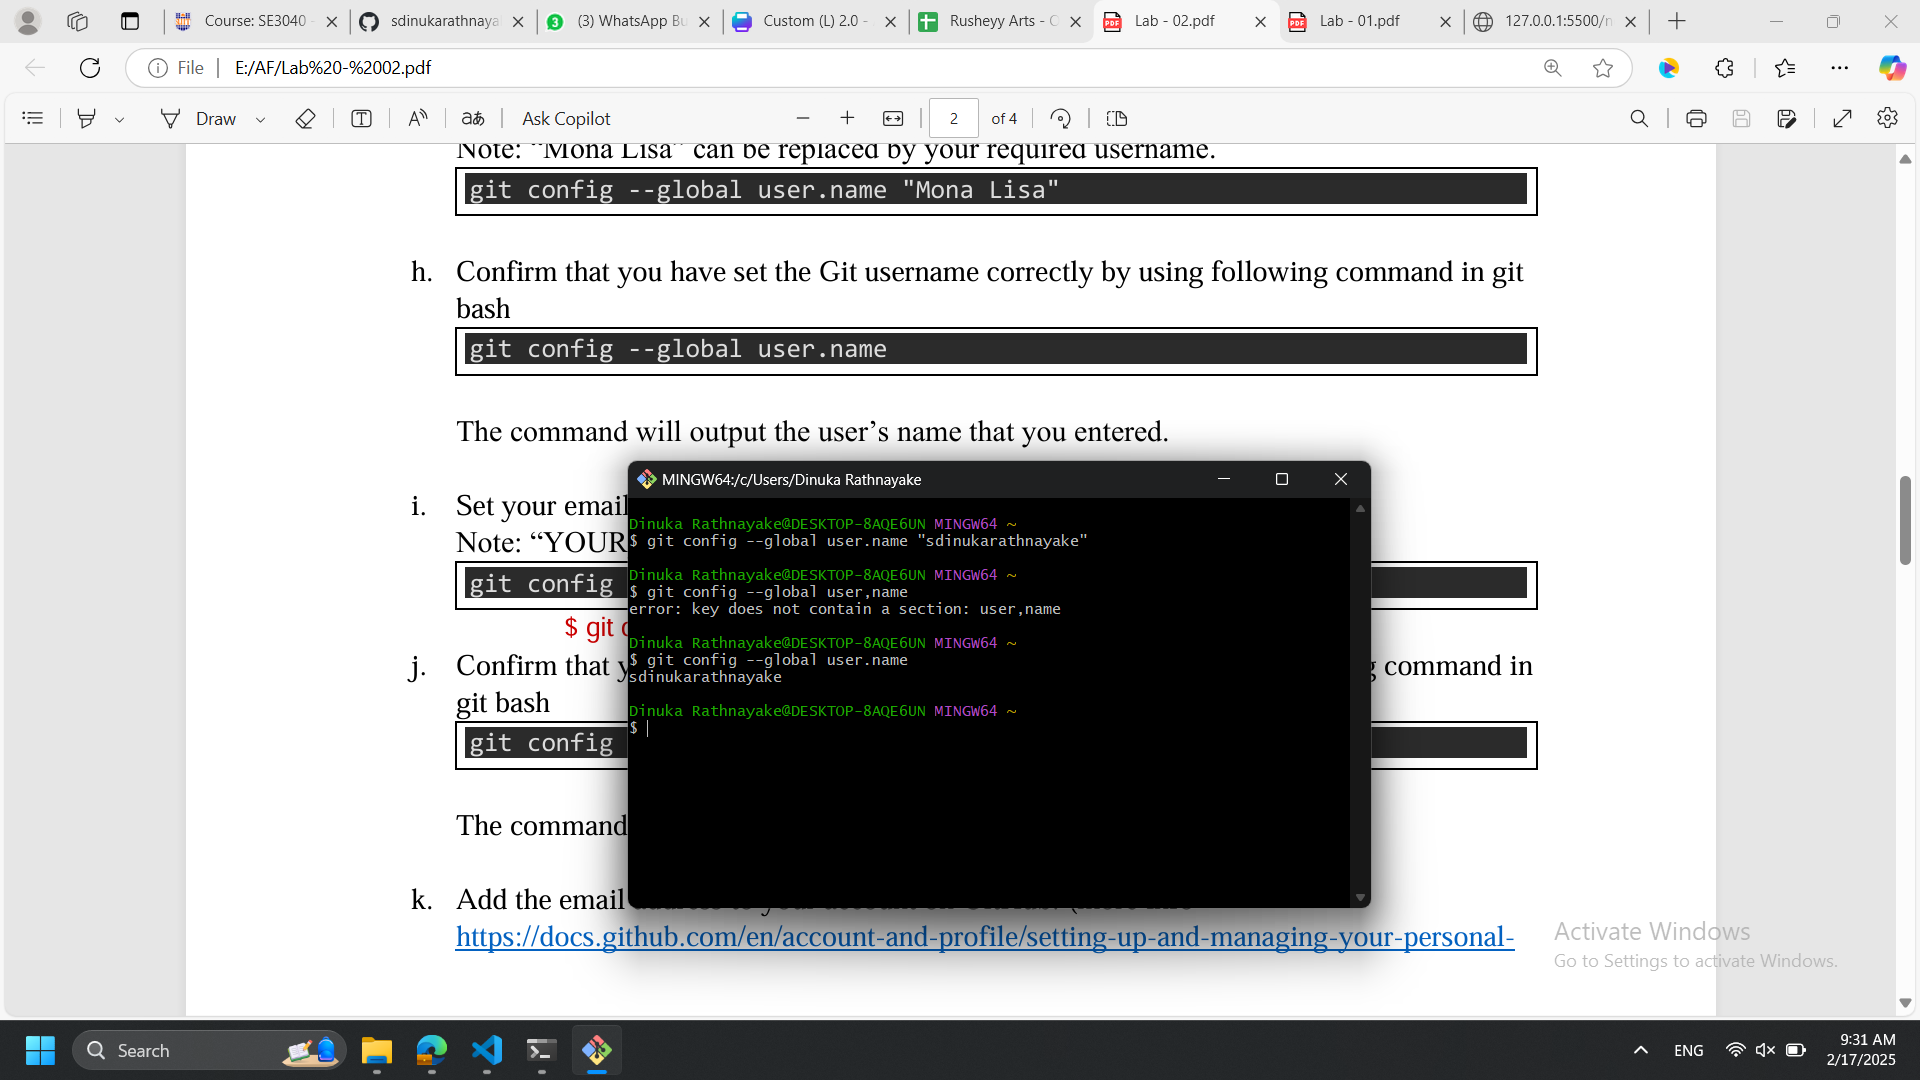 Course: SE3040 -
sdinukarathnaya
(3) WhatsApp Bu
Custom (L) 2.0 -
Rusheyy Arts - O
Lab - 02.pdf
Lab - 01.pdf
127.0.0.1:5500/n
File
E:/AF/Lab%20-%2002.pdf
Draw
aあ
Ask Copilot
2
of 4
Note: “Mona Lisa” can be replaced by your required username.
git config --global user.name "Mona Lisa"
h. Confirm that you have set the Git username correctly by using following command in git
bash
git config --global user.name
The command will output the user’s name that you entered.
i. Set your email
Note: “YOUR
git config
$ git
j. Confirm that y
command in
git bash
git config
The command
k. Add the email
https://docs.github.com/en/account-and-profile/setting-up-and-managing-your-personal-
MINGW64:/c/Users/Dinuka Rathnayake
Dinuka Rathnayake@DESKTOP-8AQE6UN MINGW64 ~
$ git config --global user.name "sdinukarathnayake"
Dinuka Rathnayake@DESKTOP-8AQE6UN MINGW64 ~
$ git config --global user,name
error: key does not contain a section: user,name
Dinuka Rathnayake@DESKTOP-8AQE6UN MINGW64 ~
$ git config --global user.name
sdinukarathnayake
Dinuka Rathnayake@DESKTOP-8AQE6UN MINGW64 ~
$
Activate Windows
Go to Settings to activate Windows.
Search
ENG
9:31 AM
2/17/2025